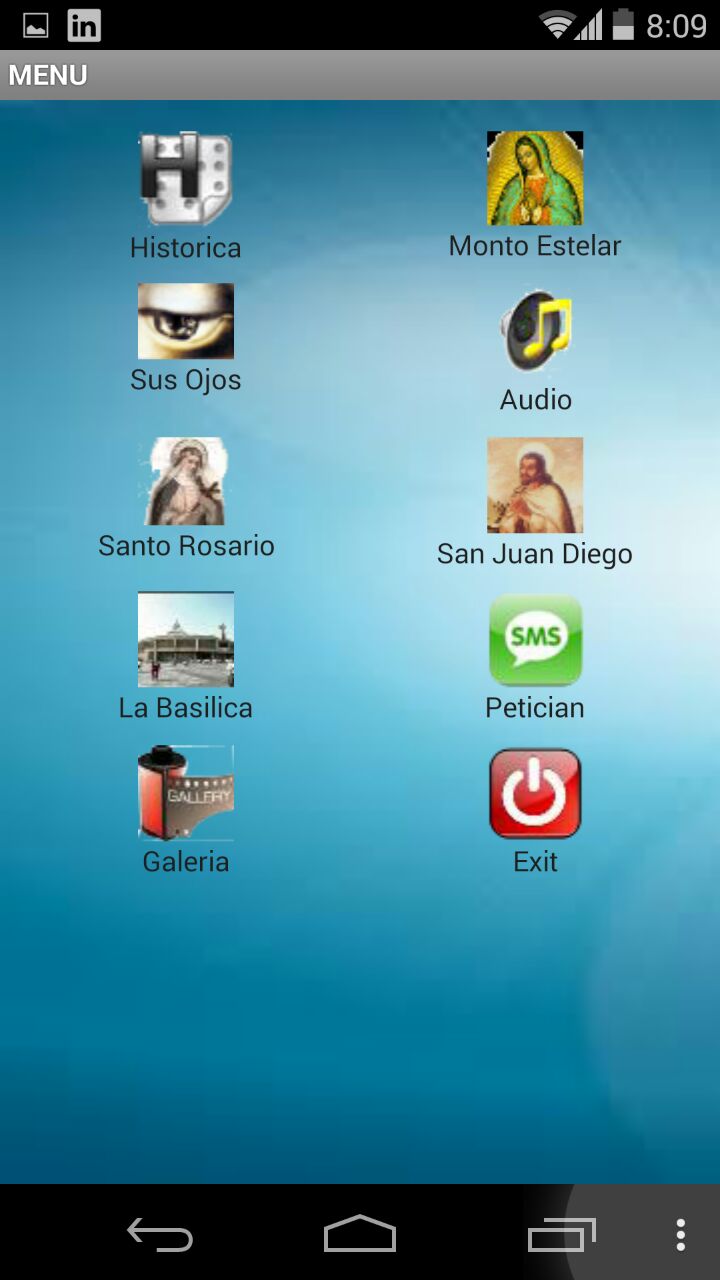 in
8:09
MENU
H
Historica
Monto Estelar
Sus Ojos
Audio
Santo Rosario
San Juan Diego
La Basilica
SMS
Petician
GALLERY
Galeria
Exit